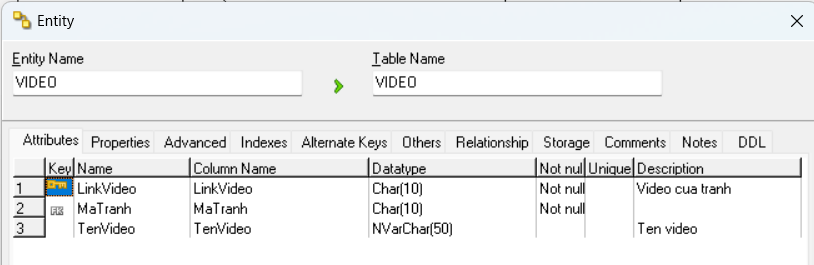 Entity
Entity Name Table Name
VIDEO VIDEO
Attributes Properties Advanced Indexes Alternate Keys Others Relationship Storage Comments Notes DDL
Key Name Column Name Datatype Not nul Unique Description
1 LinkVideo LinkVideo Char(10) Not null Video cua tranh
2 MaTranh MaTranh Char(10) Not null
3 TenVideo TenVideo NVarChar(50) Ten video